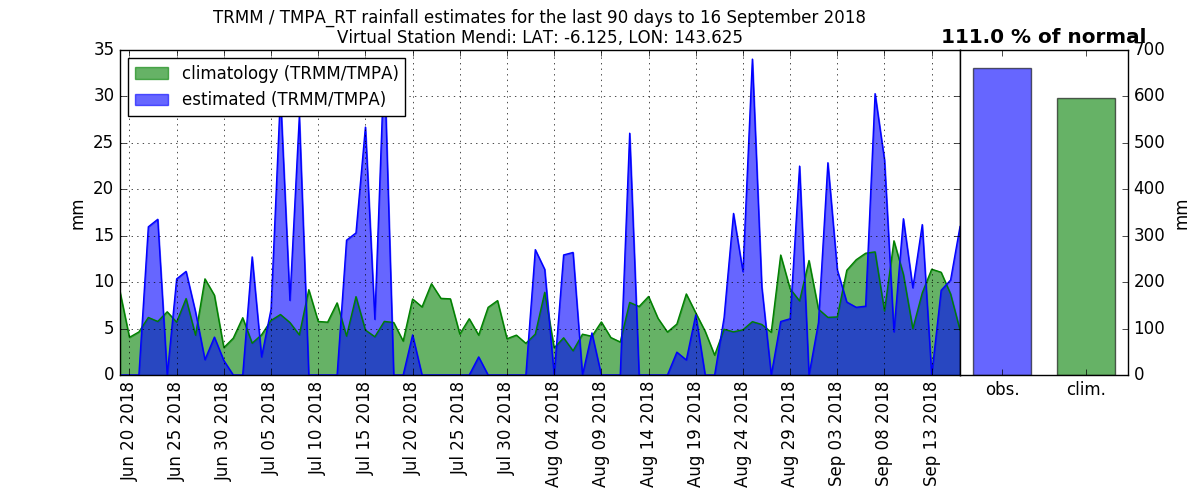 TRMM / TMPA_RT rainfall estimates for the last 90 days to 16 September 2018
Virtual Station Mendi: LAT: -6.125, LON: 143.625
111.0 % of normal
climatology (TRMM/TMPA)
estimated (TRMM/TMPA)
35
30
25
20
15
10
5
0
mm
Jun 20 2018
Jun 25 2018
Jun 30 2018
Jul 05 2018
Jul 10 2018
Jul 15 2018
Jul 20 2018
Jul 25 2018
Jul 30 2018
Aug 04 2018
Aug 09 2018
Aug 14 2018
Aug 19 2018
Aug 24 2018
Aug 29 2018
Sep 03 2018
Sep 08 2018
Sep 13 2018
obs.
clim.
700
600
500
400
300
200
100
0
mm